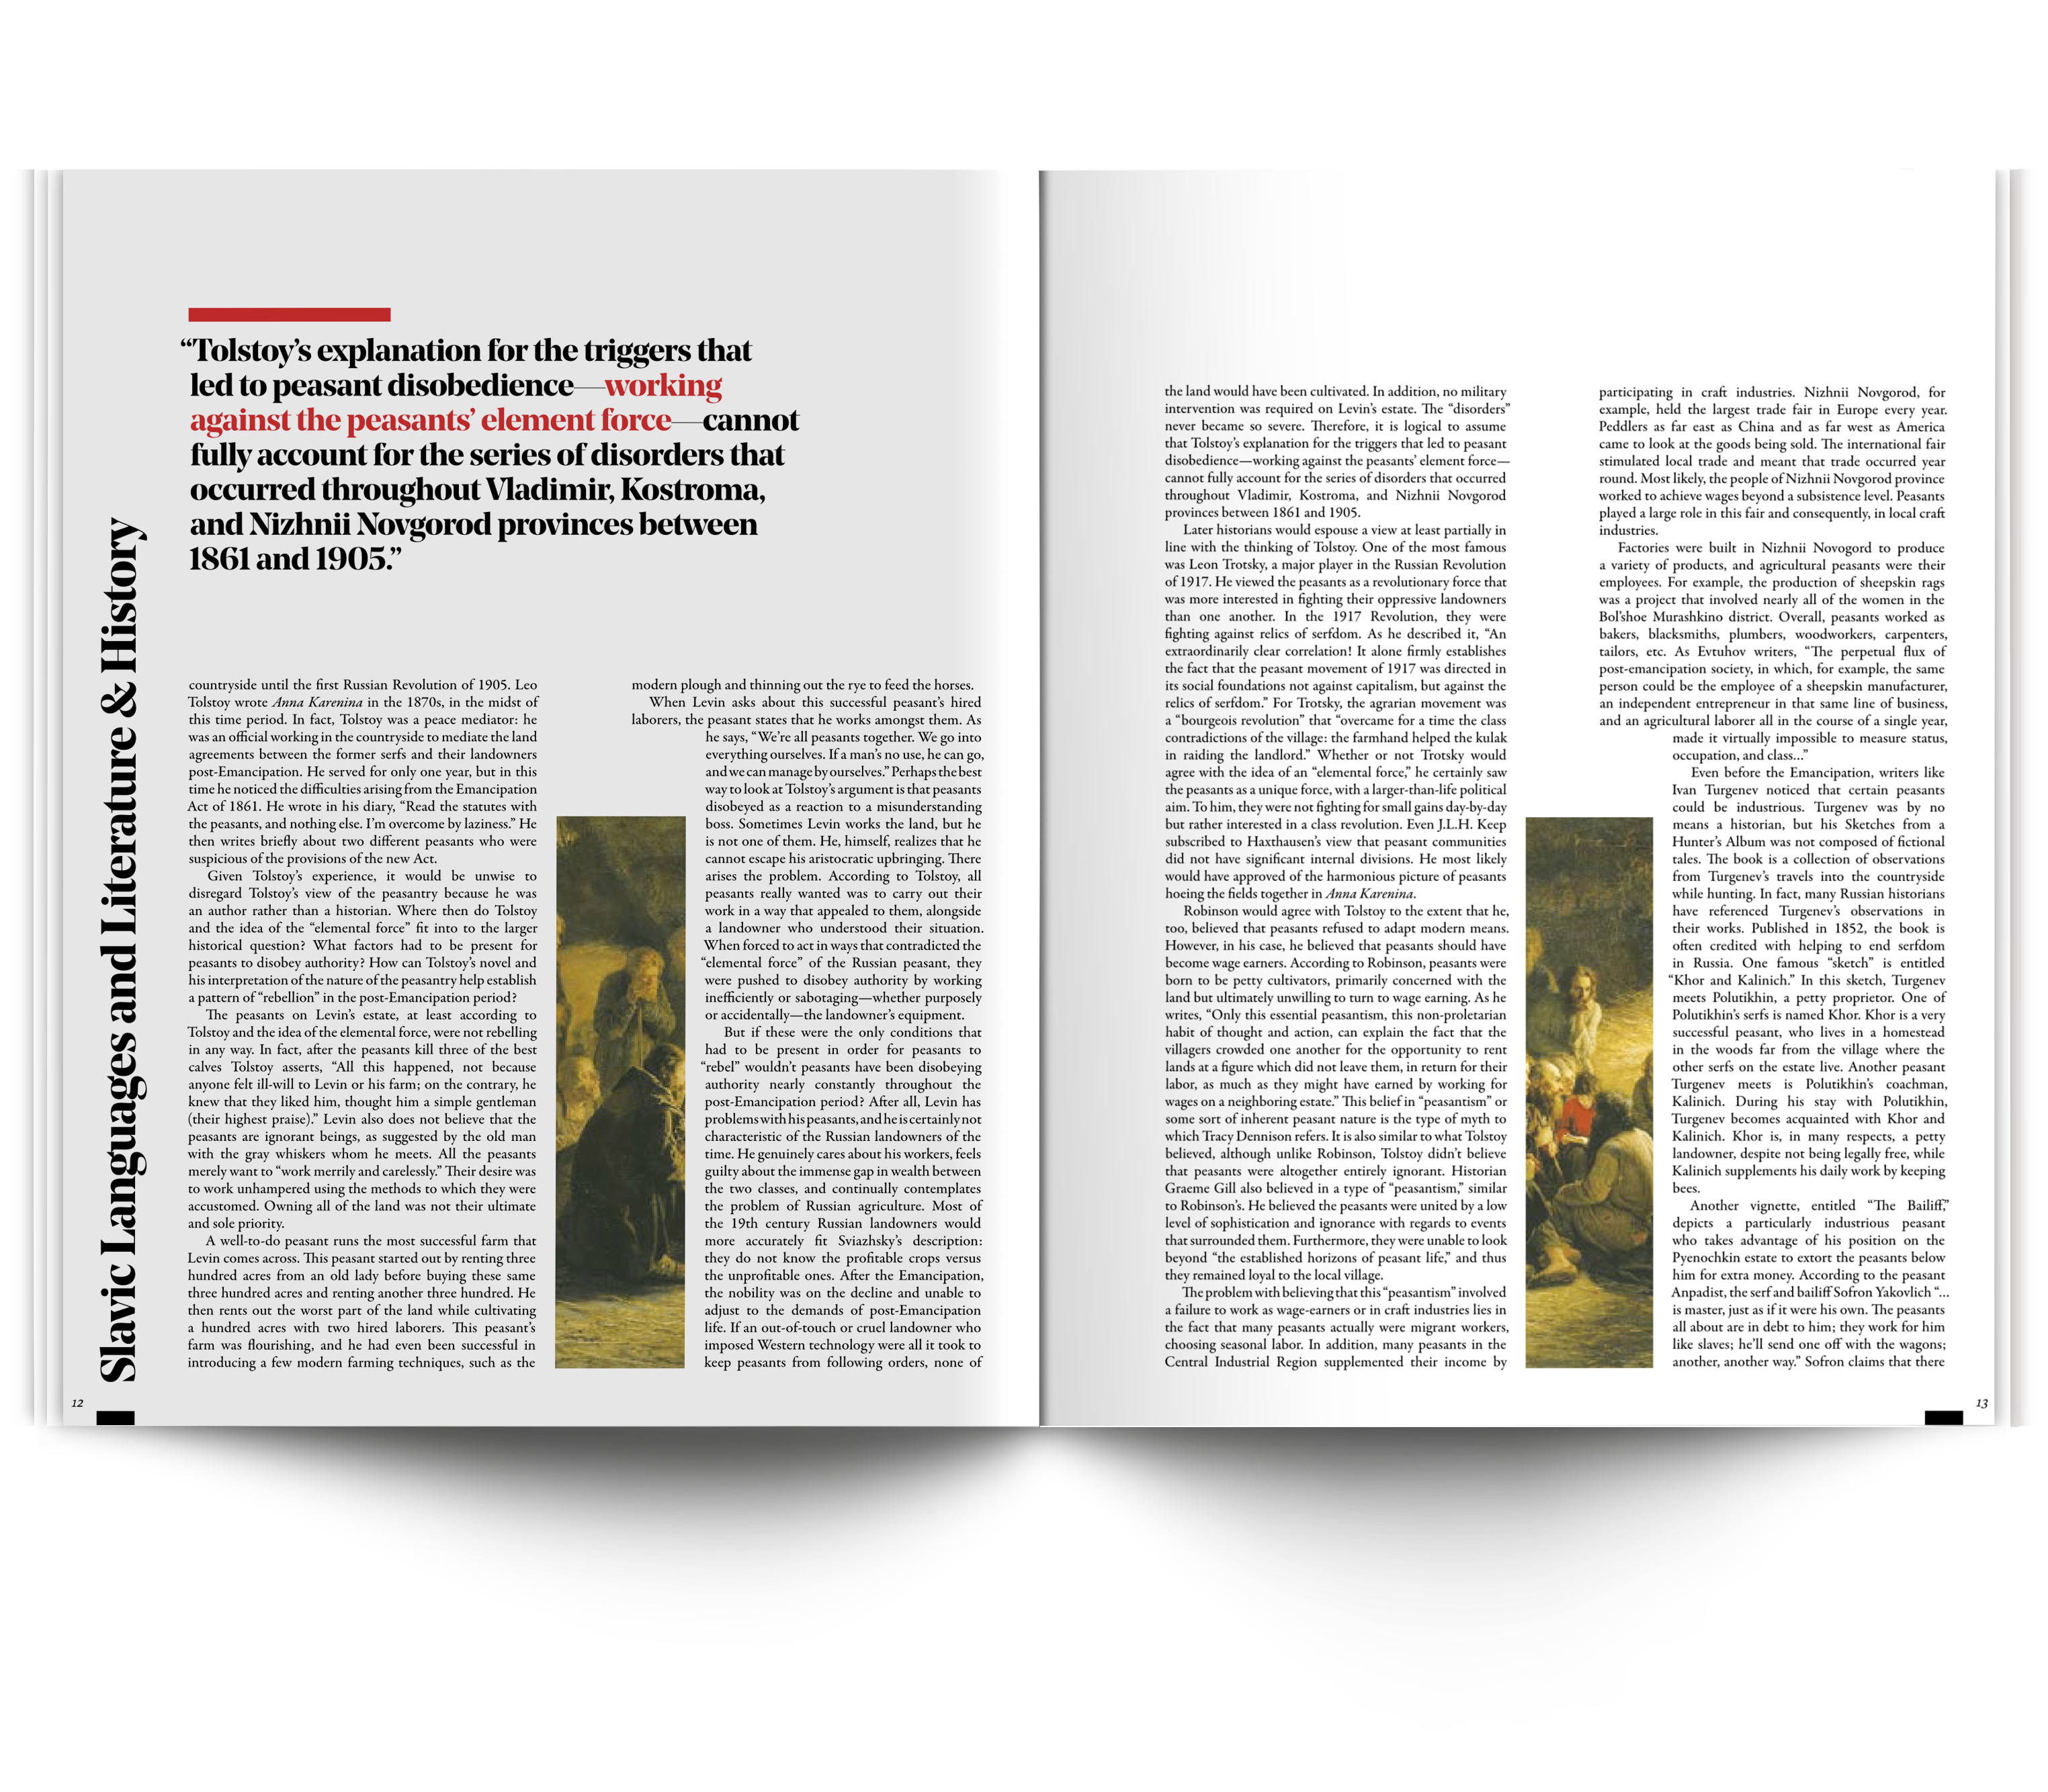 Slavic Languages and Literature & History
“Tolstoy’s explanation for the triggers that
led to peasant disobedience—working
against the peasants’ element force—cannot
fully account for the series of disorders that
occurred throughout Vladimir, Kostroma,
and Nizhnii Novgorod provinces between
1861 and 1905.”
countryside until the first Russian Revolution of 1905. Leo
Tolstoy wrote Anna Karenina in the 1870s, in the midst of
this time period. In fact, Tolstoy was a peace mediator: he
was an official working in the countryside to mediate the land
agreements between the former serfs and their landowners
post-Emancipation. He served for only one year, but in this
time he noticed the difficulties arising from the Emancipation
Act of 1861. He wrote in his diary, “Read the statutes with
the peasants, and nothing else. I’m overcome by laziness.” He
then writes briefly about two different peasants who were
suspicious of the provisions of the new Act.
Given Tolstoy’s experience, it would be unwise to
disregard Tolstoy’s view of the peasantry because he was
an author rather than a historian. Where then do Tolstoy
and the idea of the “elemental force” fit into to the larger
historical question? What factors had to be present for
peasants to disobey authority? How can Tolstoy’s novel and
his interpretation of the nature of the peasantry help establish
a pattern of “rebellion” in the post-Emancipation period?
The peasants on Levin’s estate, at least according to
Tolstoy and the idea of the elemental force, were not rebelling
in any way. In fact, after the peasants kill three of the best
calves Tolstoy asserts, “All this happened, not because
anyone felt ill-will to Levin or his farm; on the contrary, he
knew that they liked him, thought him a simple gentleman
(their highest praise).” Levin also does not believe that the
peasants are ignorant beings, as suggested by the old man
with the gray whiskers whom he meets. All the peasants
merely want to “work merrily and carelessly.” Their desire was
to work unhampered using the methods to which they were
accustomed. Owning all of the land was not their ultimate
and sole priority.
A well-to-do peasant runs the most successful farm that
Levin comes across. This peasant started out by renting three
hundred acres from an old lady before buying these same
three hundred acres and renting another three hundred. He
then rents out the worst part of the land while cultivating
a hundred acres with two hired laborers. This peasant’s
farm was flourishing, and he had even been successful in
introducing a few modern farming techniques, such as the
modern plough and thinning out the rye to feed the horses.
When Levin asks about this successful peasant’s hired
laborers, the peasant states that he works amongst them. As
he says, “We’re all peasants together. We go into
everything ourselves. If a man’s no use, he can go,
and we can manage by ourselves.” Perhaps the best
way to look at Tolstoy’s argument is that peasants
disobeyed as a reaction to a misunderstanding
boss. Sometimes Levin works the land, but he
is not one of them. He, himself, realizes that he
cannot escape his aristocratic upbringing. There
arises the problem. According to Tolstoy, all
peasants really wanted was to carry out their
work in a way that appealed to them, alongside
a landowner who understood their situation.
When forced to act in ways that contradicted the
“elemental force” of the Russian peasant, they
were pushed to disobey authority by working
inefficiently or sabotaging—whether purposely
or accidentally—the landowner’s equipment.
But if these were the only conditions that
had to be present in order for peasants to
“rebel” wouldn’t peasants have been disobeying
authority nearly constantly throughout the
post-Emancipation period? After all, Levin has
problems with his peasants, and he is certainly not
characteristic of the Russian landowners of the
time. He genuinely cares about his workers, feels
guilty about the immense gap in wealth between
the two classes, and continually contemplates
the problem of Russian agriculture. Most of
the 19th century Russian landowners would
more accurately fit Sviazhsky’s description:
they do not know the profitable crops versus
the unprofitable ones. After the Emancipation,
the nobility was on the decline and unable to
adjust to the demands of post-Emancipation
life. If an out-of-touch or cruel landowner who
imposed Western technology were all it took to
keep peasants from following orders, none of
12
the land would have been cultivated. In addition, no military
intervention was required on Levin’s estate. The “disorders”
never became so severe. Therefore, it is logical to assume
that Tolstoy’s explanation for the triggers that led to peasant
disobedience—working against the peasants’ element force—
cannot fully account for the series of disorders that occurred
throughout Vladimir, Kostroma, and Nizhnii Novgorod
provinces between 1861 and 1905.
Later historians would espouse a view at least partially in
line with the thinking of Tolstoy. One of the most famous
was Leon Trotsky, a major player in the Russian Revolution
of 1917. He viewed the peasants as a revolutionary force that
was more interested in fighting their oppressive landowners
than one another. In the 1917 Revolution, they were
fighting against relics of serfdom. As he described it, “An
extraordinarily clear correlation! It alone firmly establishes
the fact that the peasant movement of 1917 was directed in
its social foundations not against capitalism, but against the
relics of serfdom.” For Trotsky, the agrarian movement was
a “bourgeois revolution” that “overcame for a time the class
contradictions of the village: the farmhand helped the kulak
in raiding the landlord.” Whether or not Trotsky would
agree with the idea of an “elemental force,” he certainly saw
the peasants as a unique force, with a larger-than-life political
aim. To him, they were not fighting for small gains day-by-day
but rather interested in a class revolution. Even J.L.H. Keep
subscribed to Haxthausen’s view that peasant communities
did not have significant internal divisions. He most likely
would have approved of the harmonious picture of peasants
hoeing the fields together in Anna Karenina.
Robinson would agree with Tolstoy to the extent that he,
too, believed that peasants refused to adapt modern means.
However, in his case, he believed that peasants should have
become wage earners. According to Robinson, peasants were
born to be petty cultivators, primarily concerned with the
land but ultimately unwilling to turn to wage earning. As he
writes, “Only this essential peasantism, this non-proletarian
habit of thought and action, can explain the fact that the
villagers crowded one another for the opportunity to rent
lands at a figure which did not leave them, in return for their
labor, as much as they might have earned by working for
wages on a neighboring estate.” This belief in “peasantism” or
some sort of inherent peasant nature is the type of myth to
which Tracy Dennison refers. It is also similar to what Tolstoy
believed, although unlike Robinson, Tolstoy didn’t believe
that peasants were altogether entirely ignorant. Historian
Graeme Gill also believed in a type of “peasantism,” similar
to Robinson’s. He believed the peasants were united by a low
level of sophistication and ignorance with regards to events
that surrounded them. Furthermore, they were unable to look
beyond “the established horizons of peasant life,” and thus
they remained loyal to the local village.
The problem with believing that this “peasantism” involved
a failure to work as wage-earners or in craft industries lies in
the fact that many peasants actually were migrant workers,
choosing seasonal labor. In addition, many peasants in the
Central Industrial Region supplemented their income by
participating in craft industries. Nizhnii Novgorod, for
example, held the largest trade fair in Europe every year.
Peddlers as far east as China and as far west as America
came to look at the goods being sold. The international fair
stimulated local trade and meant that trade occurred year
round. Most likely, the people of Nizhnii Novgorod province
worked to achieve wages beyond a subsistence level. Peasants
played a large role in this fair and consequently, in local craft
industries.
Factories were built in Nizhnii Novogord to produce
a variety of products, and agricultural peasants were their
employees. For example, the production of sheepskin rags
was a project that involved nearly all of the women in the
Bol’shoe Murashkino district. Overall, peasants worked as
bakers, blacksmiths, plumbers, woodworkers, carpenters,
tailors, etc. As Evtuhov writers, “The perpetual flux of
post-emancipation society, in which, for example, the same
person could be the employee of a sheepskin manufacturer,
an independent entrepreneur in that same line of business,
and an agricultural laborer all in the course of a single year,
made it virtually impossible to measure status,
occupation, and class...”
Even before the Emancipation, writers like
Ivan Turgenev noticed that certain peasants
could be industrious. Turgenev was by no
means a historian, but his Sketches from a
Hunter’s Album was not composed of fictional
tales. The book is a collection of observations
from Turgenev’s travels into the countryside
while hunting. In fact, many Russian historians
have referenced Turgenev’s observations in
their works. Published in 1852, the book is
often credited with helping to end serfdom
in Russia. One famous “sketch” is entitled
“Khor and Kalinich.” In this sketch, Turgenev
meets Polutikhin, a petty proprietor. One of
Polutikhin’s serfs is named Khor. Khor is a very
successful peasant, who lives in a homestead
in the woods far from the village where the
other serfs on the estate live. Another peasant
Turgenev meets is Polutikhin’s coachman,
Kalinich. During his stay with Polutikhin,
Turgenev becomes acquainted with Khor and
Kalinich. Khor is, in many respects, a petty
landowner, despite not being legally free, while
Kalinich supplements his daily work by keeping
bees.
Another vignette, entitled “The Bailiff,”
depicts a particularly industrious peasant
who takes advantage of his position on the
Pyenochkin estate to extort the peasants below
him for extra money. According to the peasant
Anpadist, the serf and bailiff Sofron Yakovlich “...
is master, just as if it were his own. The peasants
all about are in debt to him; they work for him
like slaves; he’ll send one off with the wagons;
another, another way.” Sofron claims that there
13